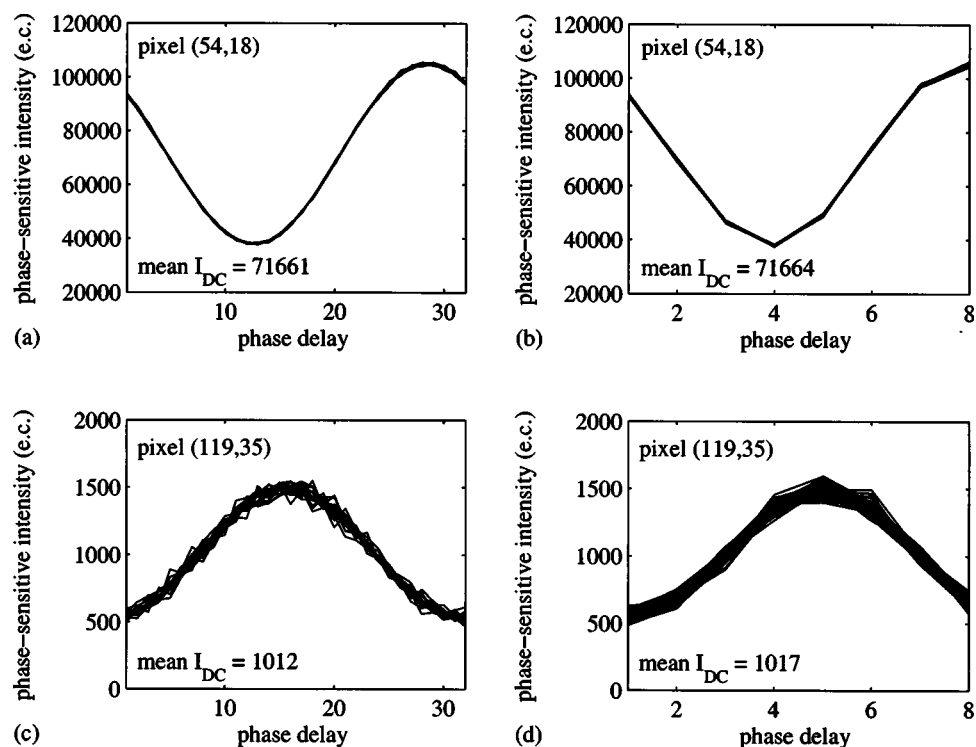 120000
100000
80000
60000
40000
20000
phase-sensitive intensity (e.c.)
pixel (54,18)
mean I_DC = 71661
10 20 30
(a) phase delay
120000
100000
80000
60000
40000
20000
phase-sensitive intensity (e.c.)
pixel (54,18)
mean I_DC = 71664
2 4 6 8
(b) phase delay
2000
1500
1000
500
0
phase-sensitive intensity (e.c.)
pixel (119,35)
mean I_DC = 1012
10 20 30
(c) phase delay
2000
1500
1000
500
0
phase-sensitive intensity (e.c.)
pixel (119,35)
mean I_DC = 1017
2 4 6 8
(d) phase delay